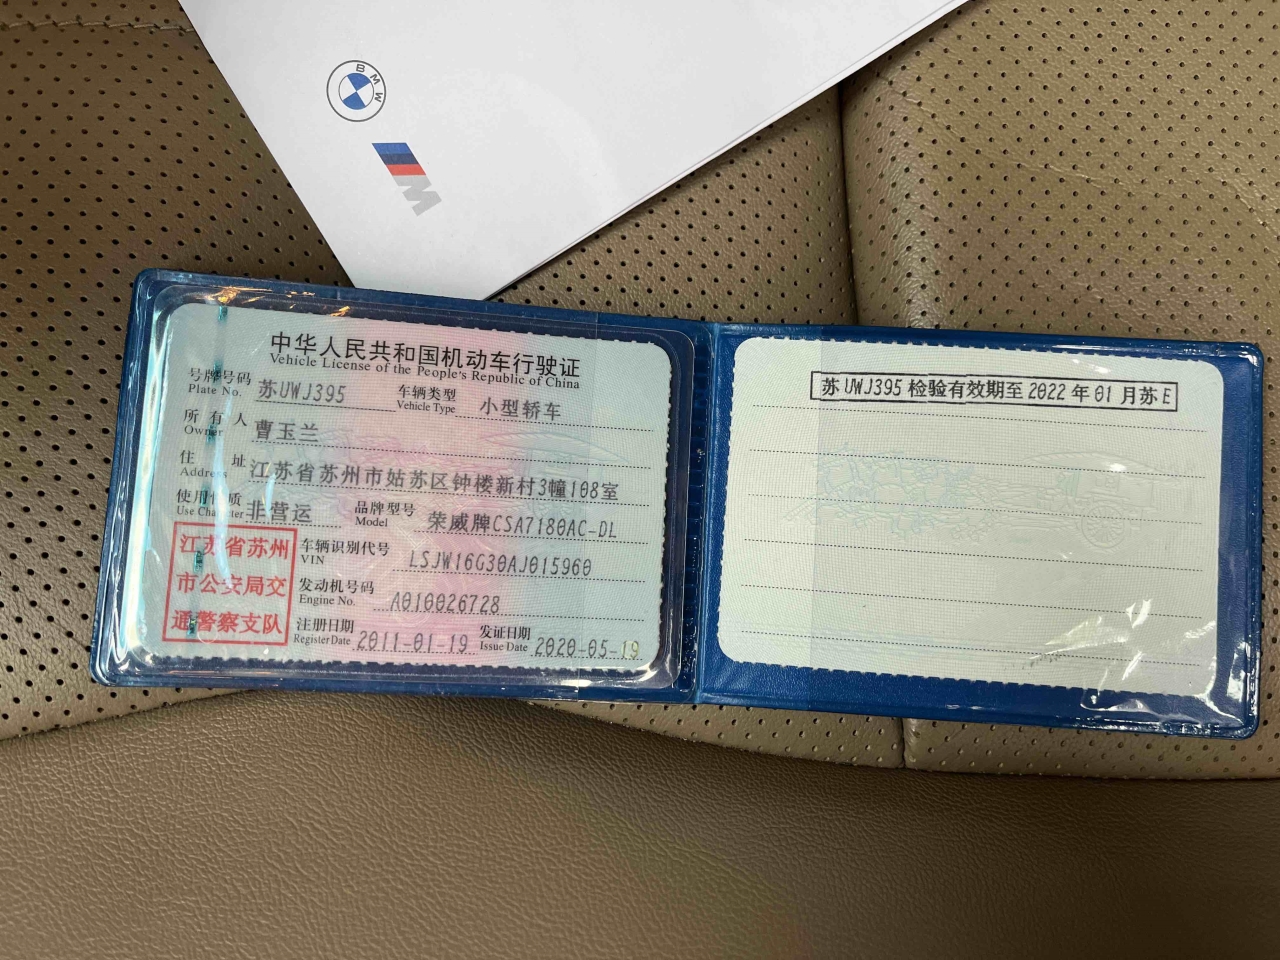 BMW
M
中华人民共和国机动车行驶证
Vehicle License of the People's Republic of China
号牌号码 苏UWJ395 车辆类型 小型轿车
Plate No. Vehicle Type
所有人 曹玉兰
Owner
住址 江苏省苏州市姑苏区钟楼新村3幢108室
Address
使用性质 非营运 品牌型号 荣威牌CSA7180AC-DL
Use Character Model
江苏省苏州
市公安局交
通警察支队
车辆识别代号 LSJW16G30AJ015960
VIN
发动机号码 A010026728
Engine No.
注册日期 2011-01-19 发证日期 2020-05-19
Register Date Issue Date
苏UWJ395 检验有效期至 2022 年 01 月苏 E